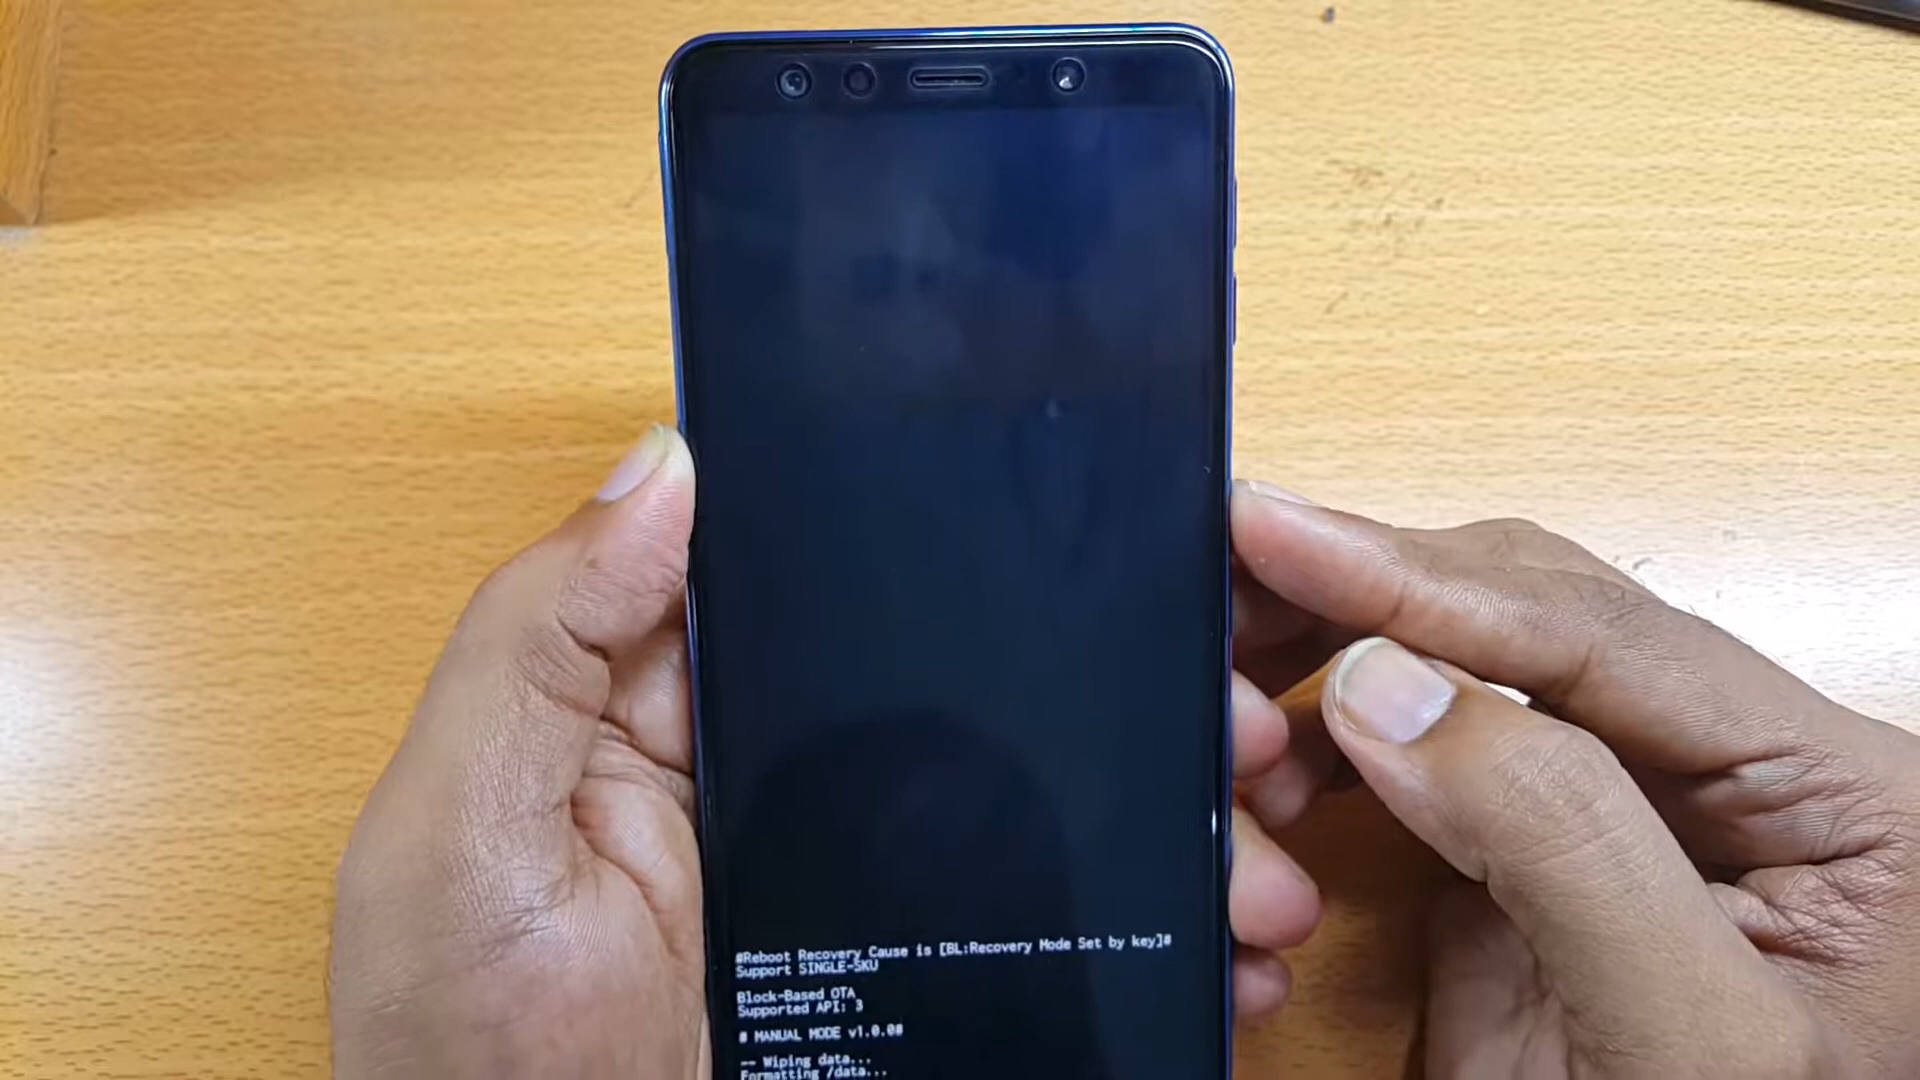 #Reboot Recovery Cause is [BL:Recovery Mode Set by key]#
Support SINGLE-SKU
Block-Based OTA
Supported API: 3
# MANUAL MODE v1.0.0#
-- Wiping data...
Formatting /data...